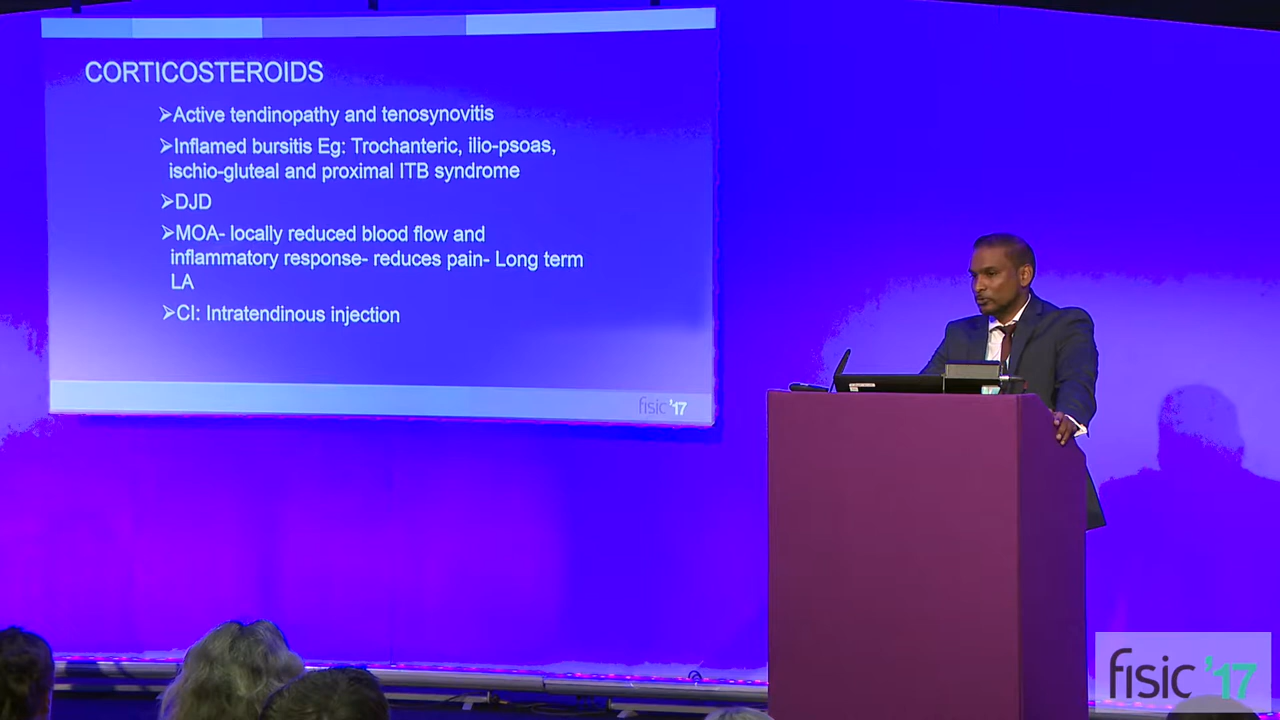 CORTICOSTEROIDS
➢Active tendinopathy and tenosynovitis
➢Inflamed bursitis Eg: Trochanteric, ilio-psoas,
ischio-gluteal and proximal ITB syndrome
➢DJD
➢MOA- locally reduced blood flow and
inflammatory response- reduces pain- Long term
LA
➢CI: Intratendinous injection
fisic '17
fisic '17